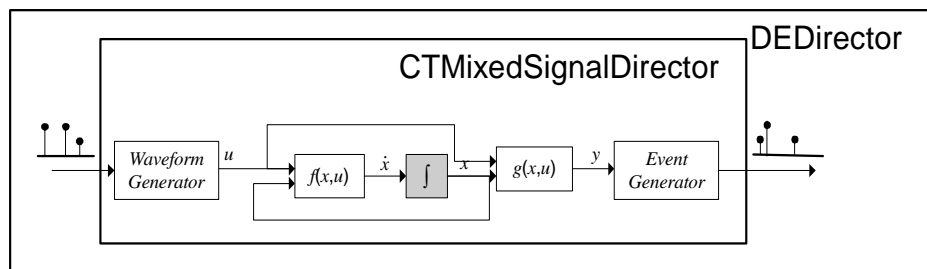 DEDirector
CTMixedSignalDirector
Waveform
Generator
u
f(x,u)
ẋ
∫
x
g(x,u)
y
Event
Generator